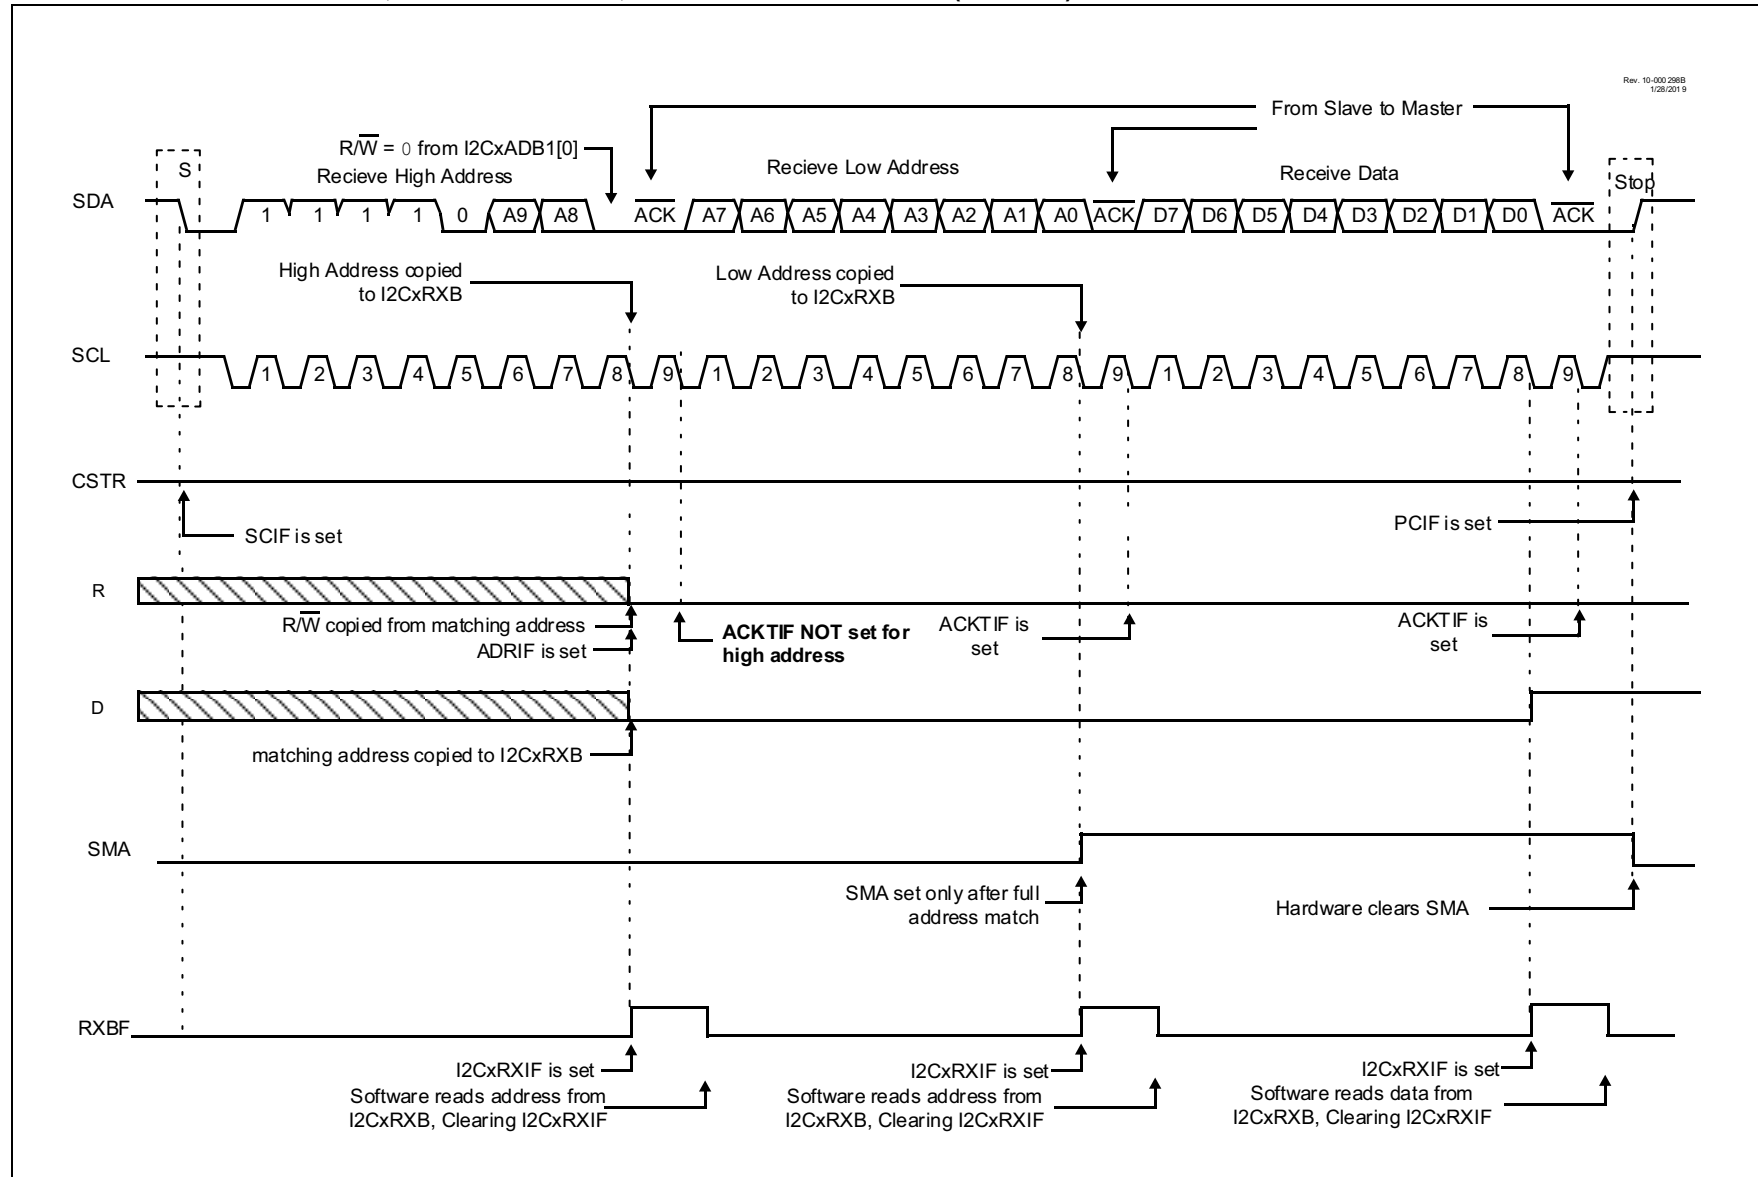 Rev. 10-000298B
1/28/2019
From Slave to Master
R/W = 0 from I2CxADB1[0]
S
Recieve High Address
Recieve Low Address
Receive Data
Stop
SDA
1 1 1 1 0 A9 A8 ACK A7 A6 A5 A4 A3 A2 A1 A0 ACK D7 D6 D5 D4 D3 D2 D1 D0 ACK
High Address copied
to I2CxRXB
Low Address copied
to I2CxRXB
SCL
1 2 3 4 5 6 7 8 9 1 2 3 4 5 6 7 8 9 1 2 3 4 5 6 7 8 9
CSTR
SCIF is set
PCIF is set
R
R/W copied from matching address
ADRIF is set
ACKTIF NOT set for
high address
ACKTIF is
set
ACKTIF is
set
D
matching address copied to I2CxRXB
SMA
SMA set only after full
address match
Hardware clears SMA
RXBF
I2CxRXIF is set
Software reads address from
I2CxRXB, Clearing I2CxRXIF
I2CxRXIF is set
Software reads address from
I2CxRXB, Clearing I2CxRXIF
I2CxRXIF is set
Software reads data from
I2CxRXB, Clearing I2CxRXIF